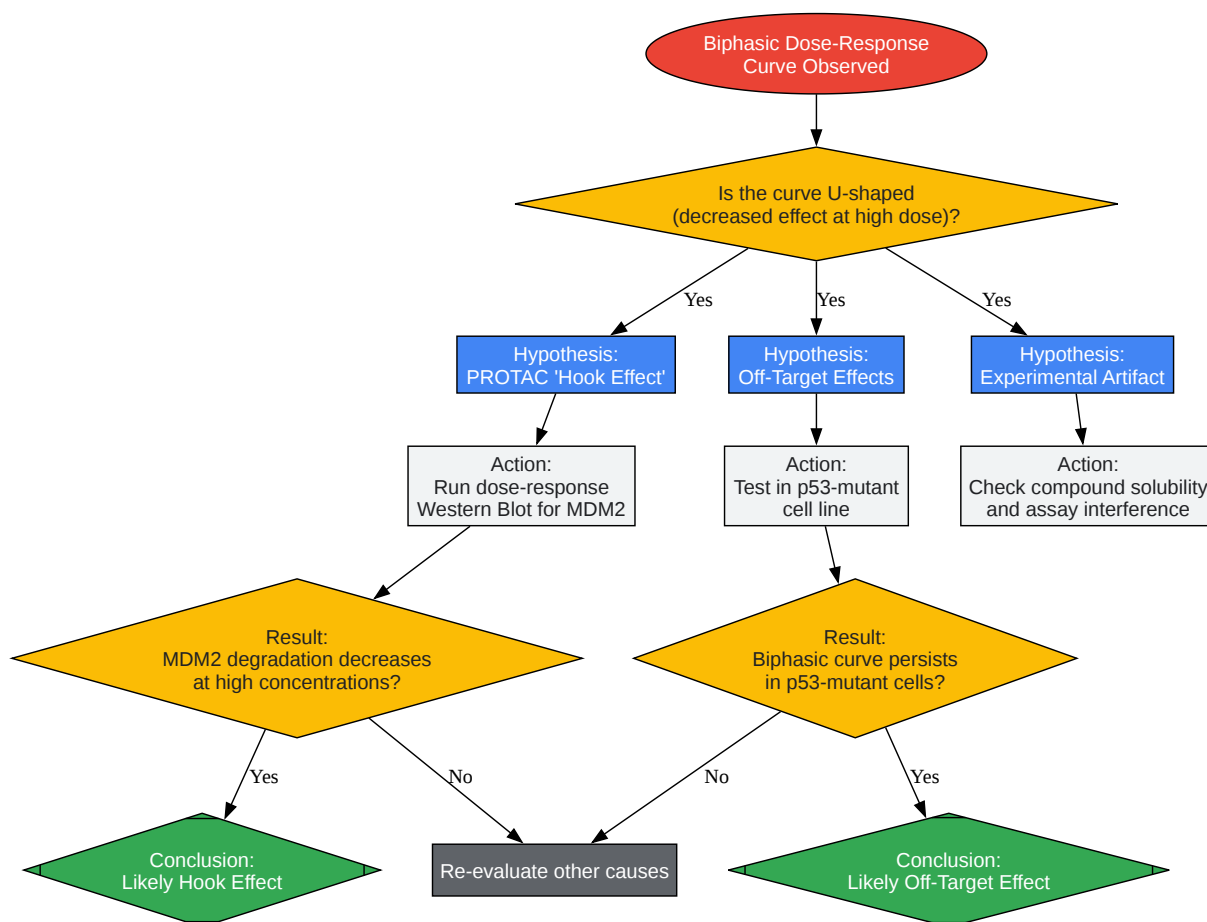 Biphasic Dose-Response
Curve Observed
Is the curve U-shaped
(decreased effect at high dose)?
Yes
Yes
Yes
Hypothesis:
PROTAC 'Hook Effect'
Hypothesis:
Off-Target Effects
Hypothesis:
Experimental Artifact
Action:
Run dose-response
Western Blot for MDM2
Action:
Test in p53-mutant
cell line
Action:
Check compound solubility
and assay interference
Result:
MDM2 degradation decreases
at high concentrations?
Result:
Biphasic curve persists
in p53-mutant cells?
Yes
No
No
Yes
Conclusion:
Likely Hook Effect
Re-evaluate other causes
Conclusion:
Likely Off-Target Effect